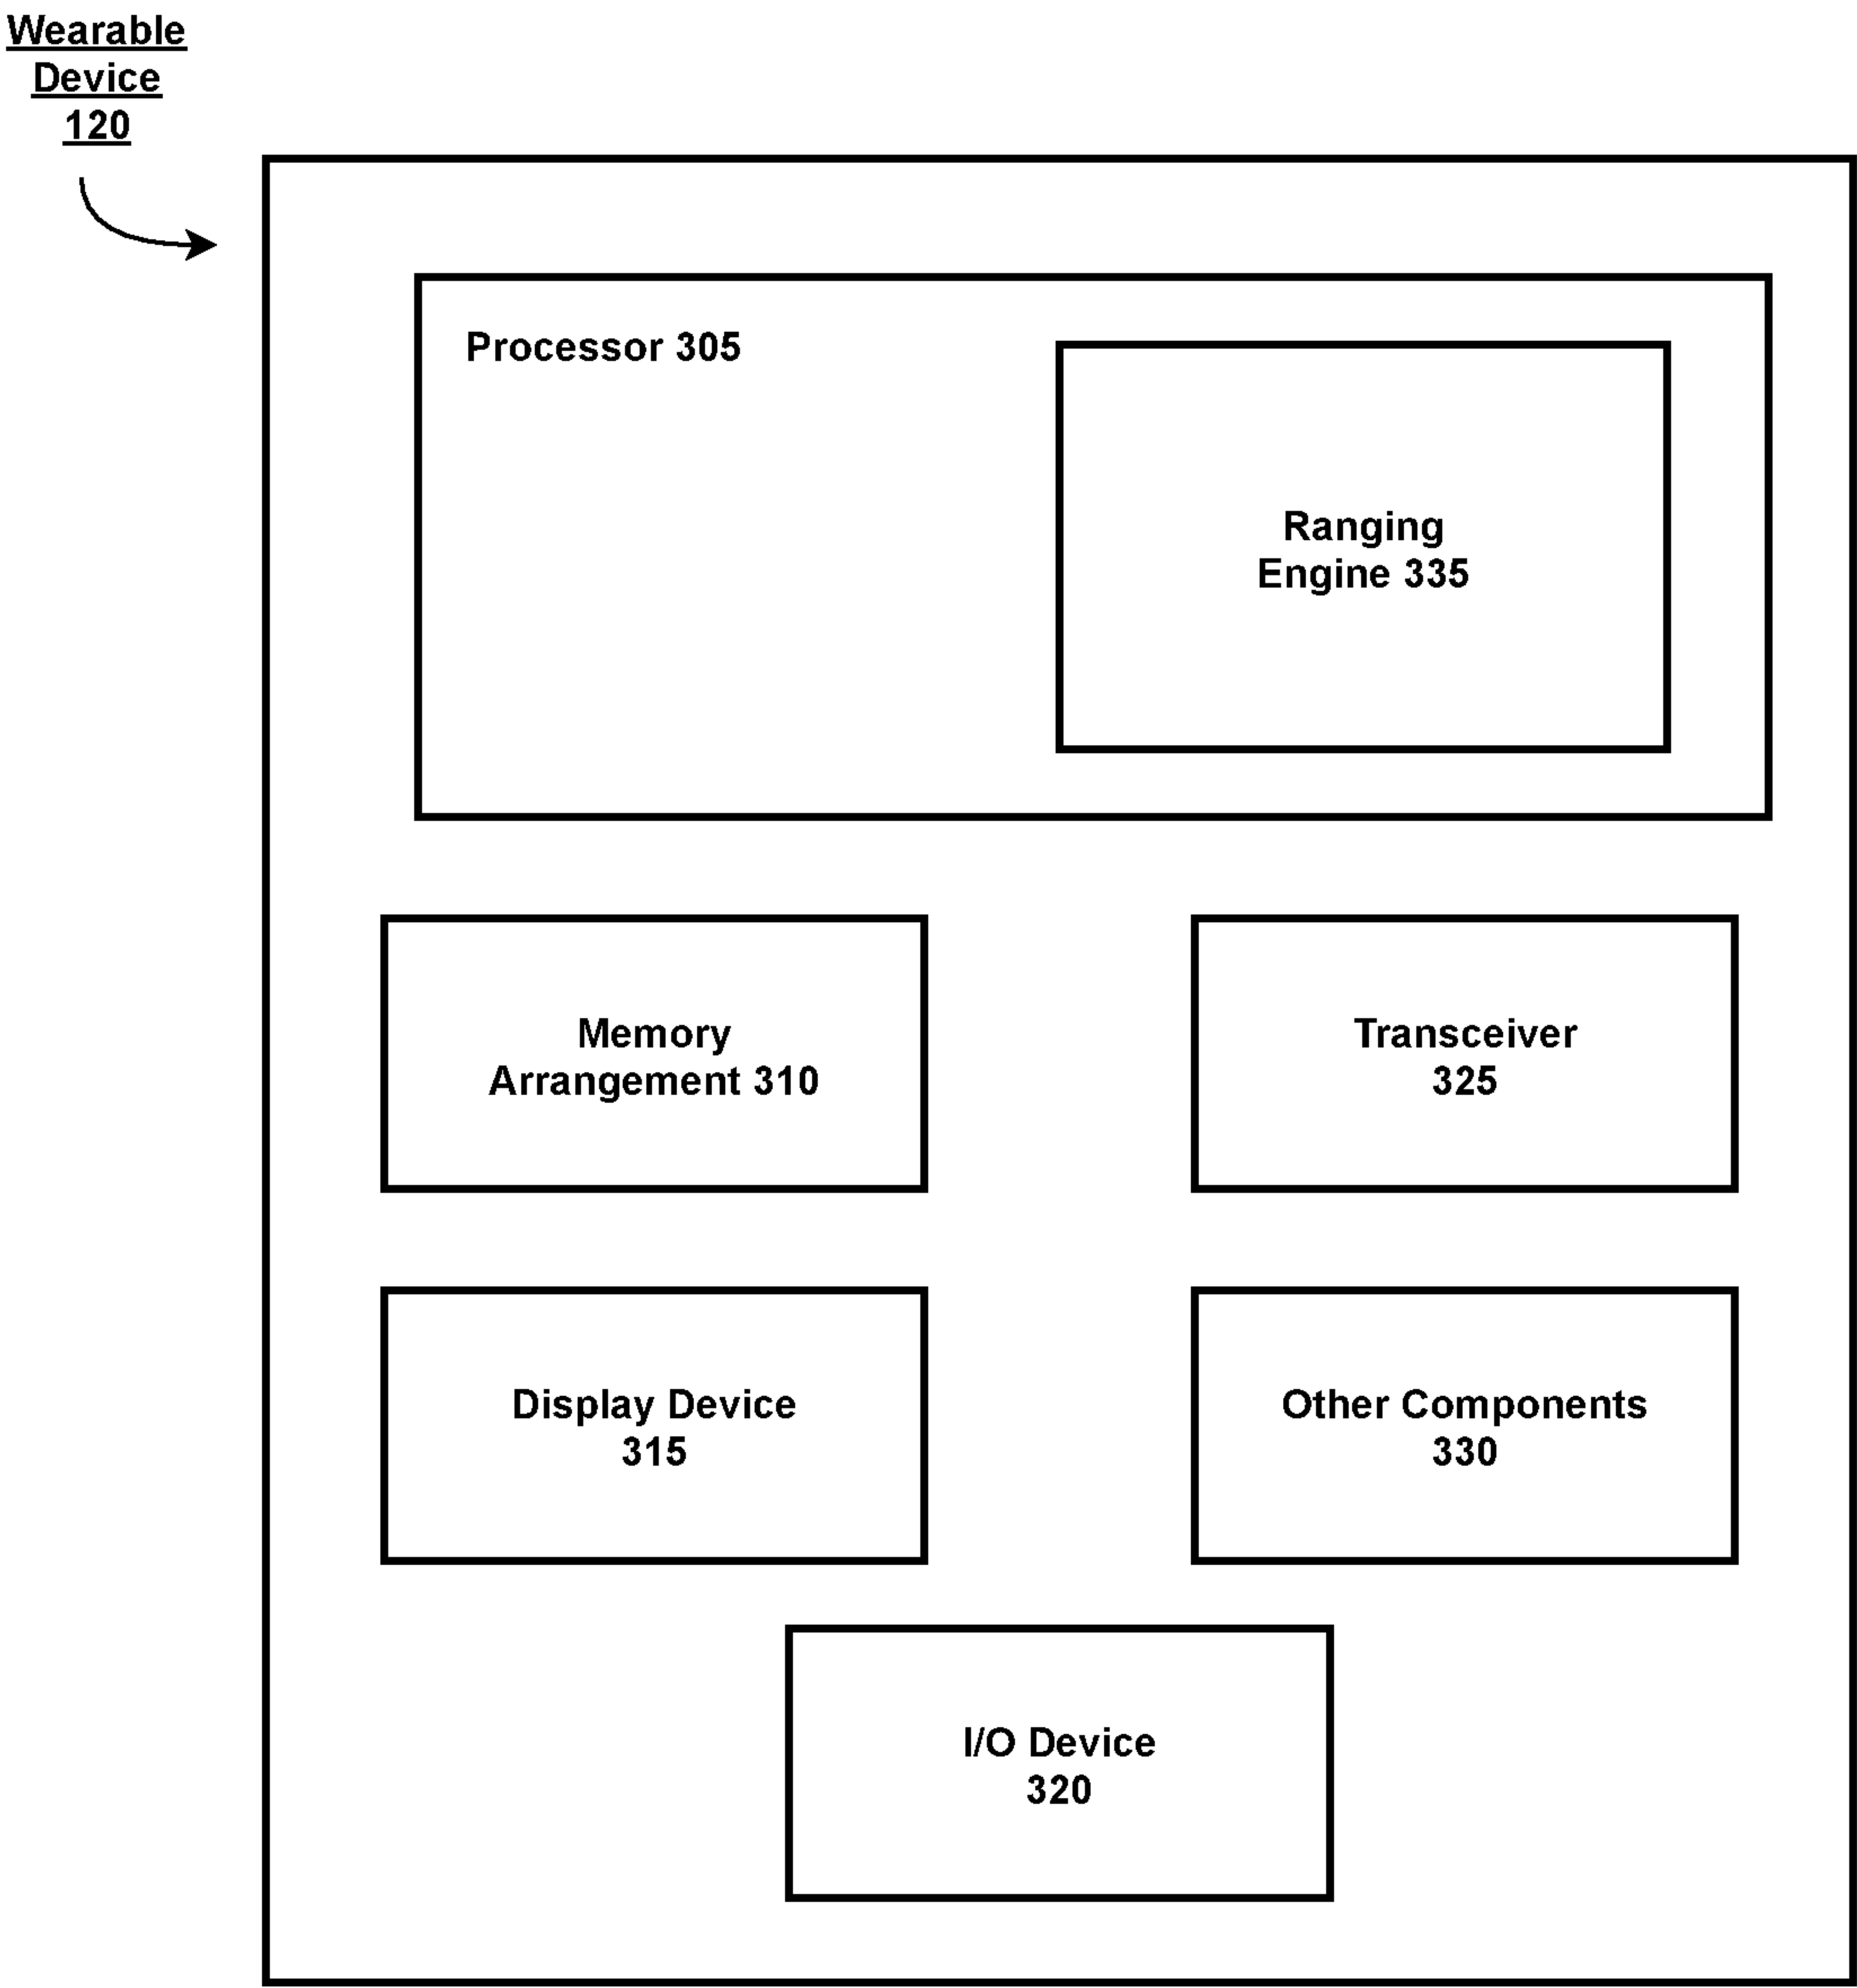 Wearable
Device
120
Processor 305
Ranging
Engine 335
Memory
Arrangement 310
Transceiver
325
Display Device
315
Other Components
330
I/O Device
320